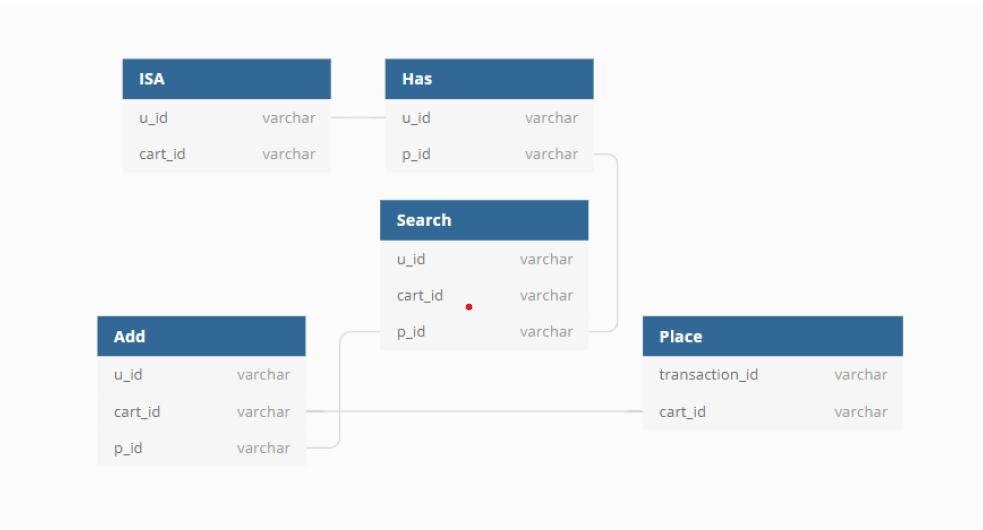 ISA
u_id varchar
cart_id varchar
Has
u_id varchar
p_id varchar
Search
u_id varchar
cart_id varchar
p_id varchar
Add
u_id varchar
cart_id varchar
p_id varchar
Place
transaction_id varchar
cart_id varchar